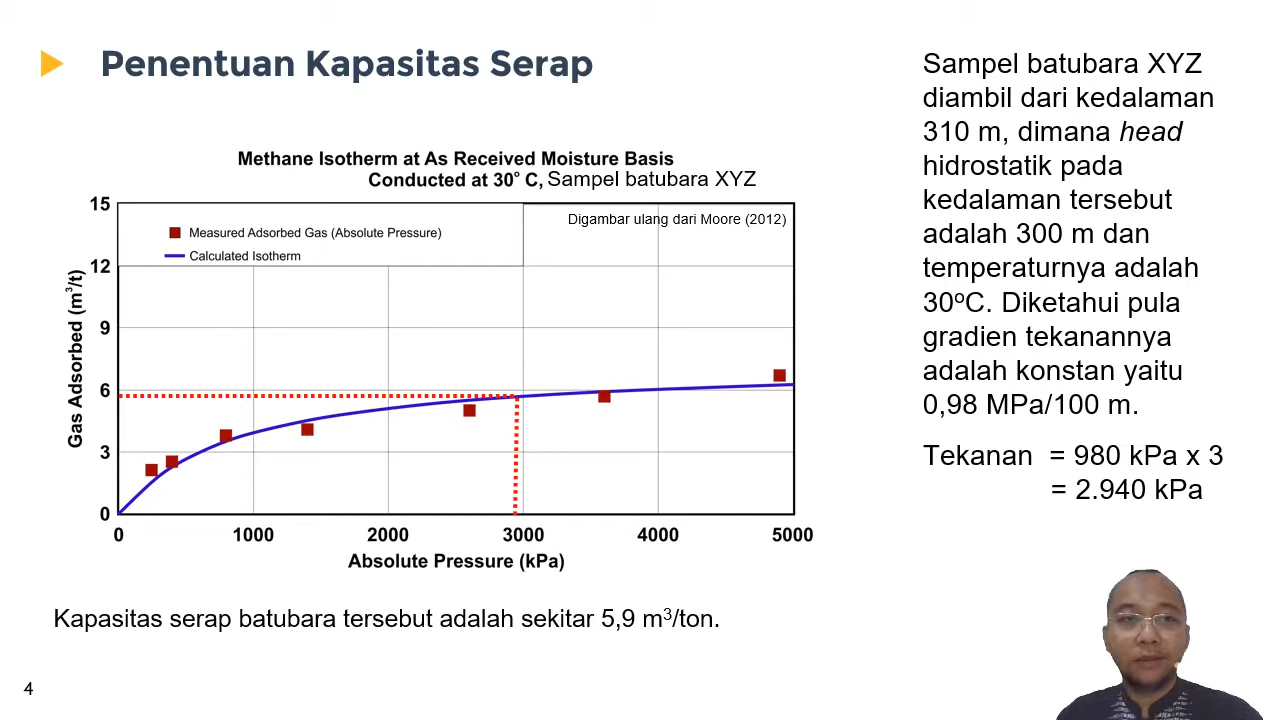 Penentuan Kapasitas Serap
Methane Isotherm at As Received Moisture Basis
Conducted at 30° C, Sampel batubara XYZ
Digambar ulang dari Moore (2012)
Measured Adsorbed Gas (Absolute Pressure)
Calculated Isotherm
Gas Adsorbed (m³/t)
15
12
9
6
3
0
0 1000 2000 3000 4000 5000
Absolute Pressure (kPa)
Kapasitas serap batubara tersebut adalah sekitar 5,9 m³/ton.
Sampel batubara XYZ
diambil dari kedalaman
310 m, dimana head
hidrostatik pada
kedalaman tersebut
adalah 300 m dan
temperaturnya adalah
30ºC. Diketahui pula
gradien tekanannya
adalah konstan yaitu
0,98 MPa/100 m.
Tekanan = 980 kPa x 3
= 2.940 kPa
4